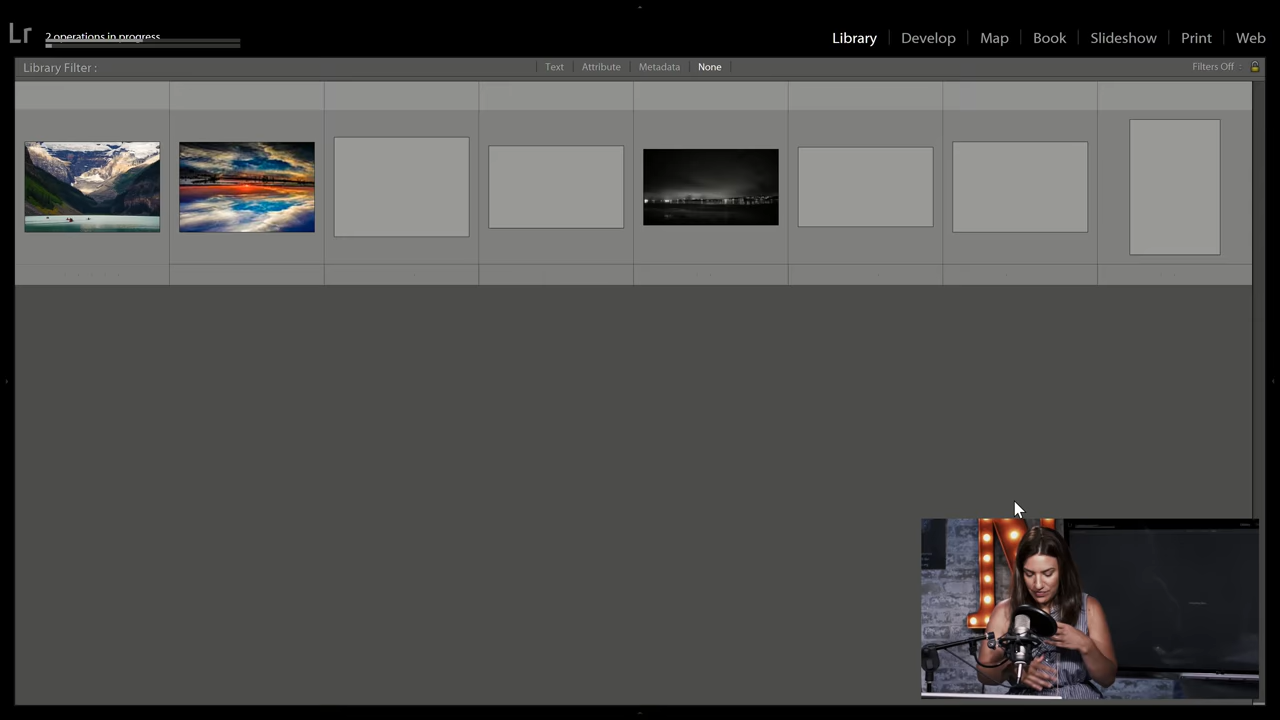 Lr
2 operations in progress
Library | Develop | Map | Book | Slideshow | Print | Web
Library Filter :
Text | Attribute | Metadata | None
Filters Off :